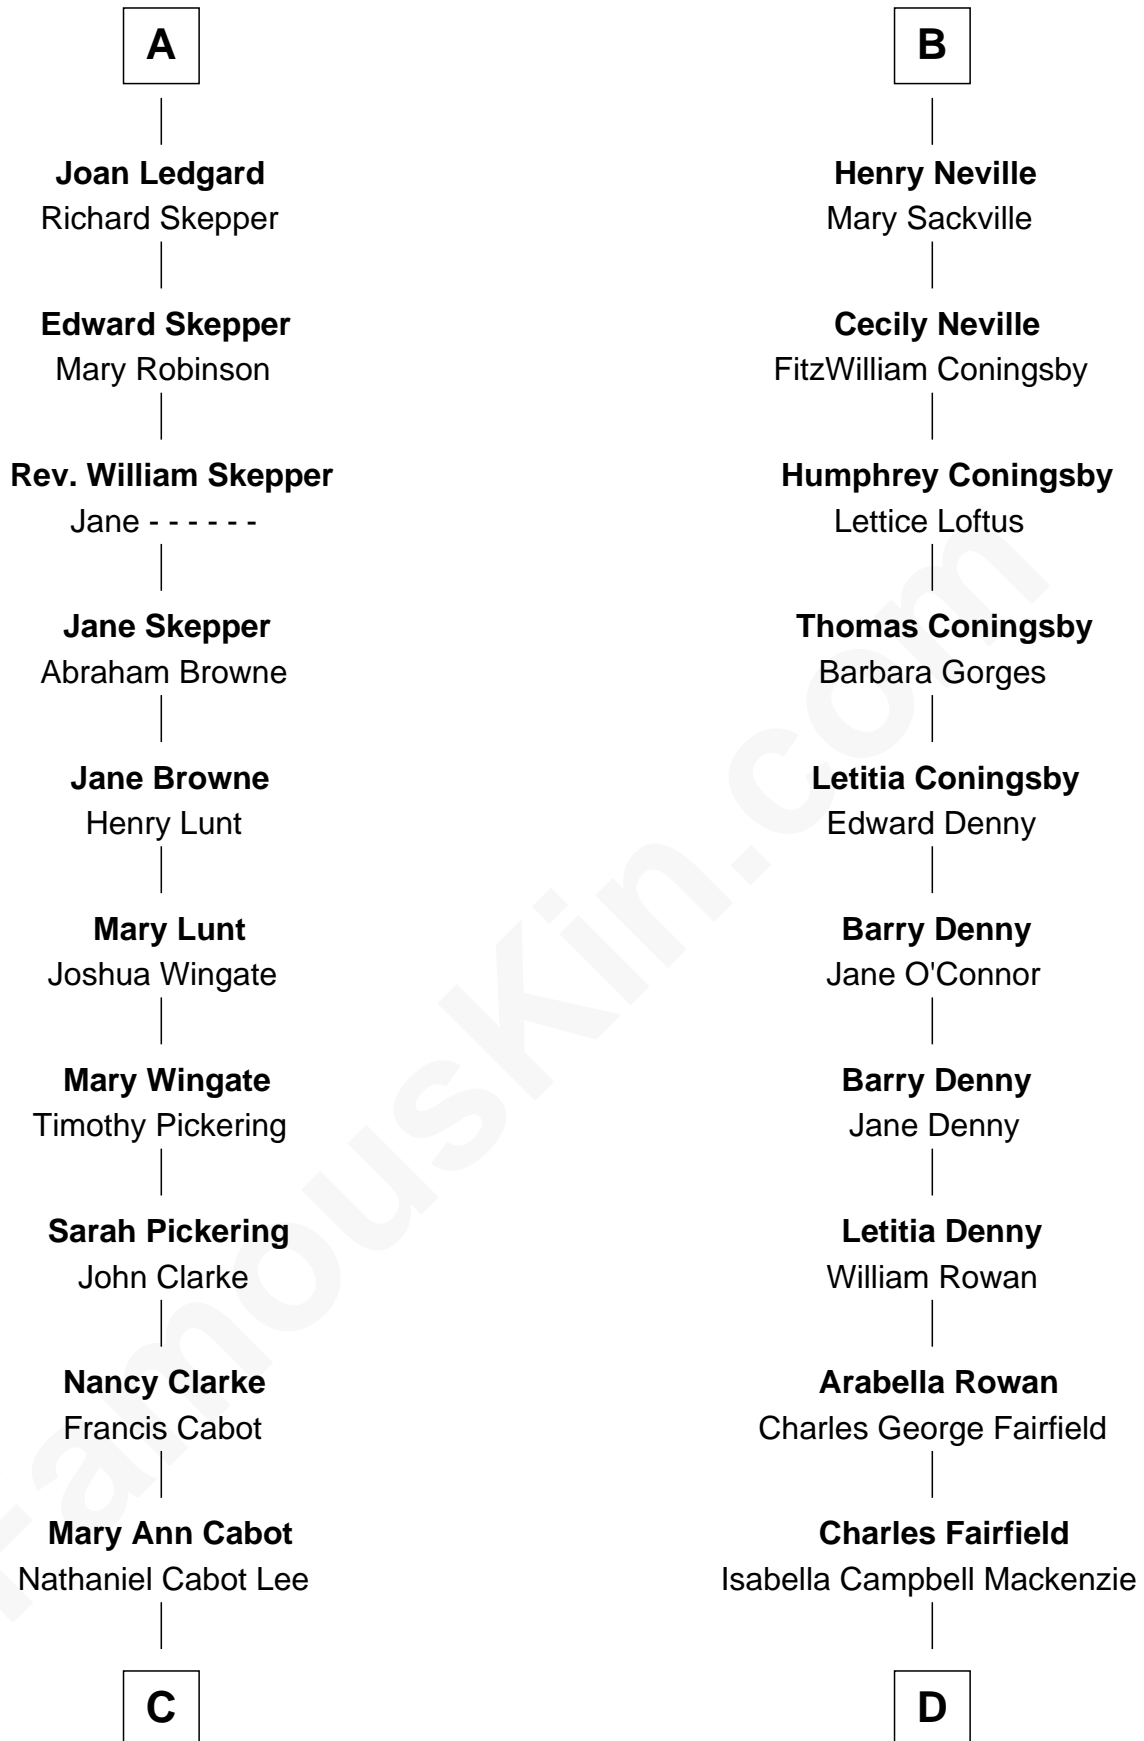 A
Joan Ledgard
Richard Skepper
Edward Skepper
Mary Robinson
Rev. William Skepper
Jane - - - - - -
Jane Skepper
Abraham Browne
Jane Browne
Henry Lunt
Mary Lunt
Joshua Wingate
Mary Wingate
Timothy Pickering
Sarah Pickering
John Clarke
Nancy Clarke
Francis Cabot
Mary Ann Cabot
Nathaniel Cabot Lee
C
B
Henry Neville
Mary Sackville
Cecily Neville
FitzWilliam Coningsby
Humphrey Coningsby
Lettice Loftus
Thomas Coningsby
Barbara Gorges
Letitia Coningsby
Edward Denny
Barry Denny
Jane O'Connor
Barry Denny
Jane Denny
Letitia Denny
William Rowan
Arabella Rowan
Charles George Fairfield
Charles Fairfield
Isabella Campbell Mackenzie
D
FamousKin.com